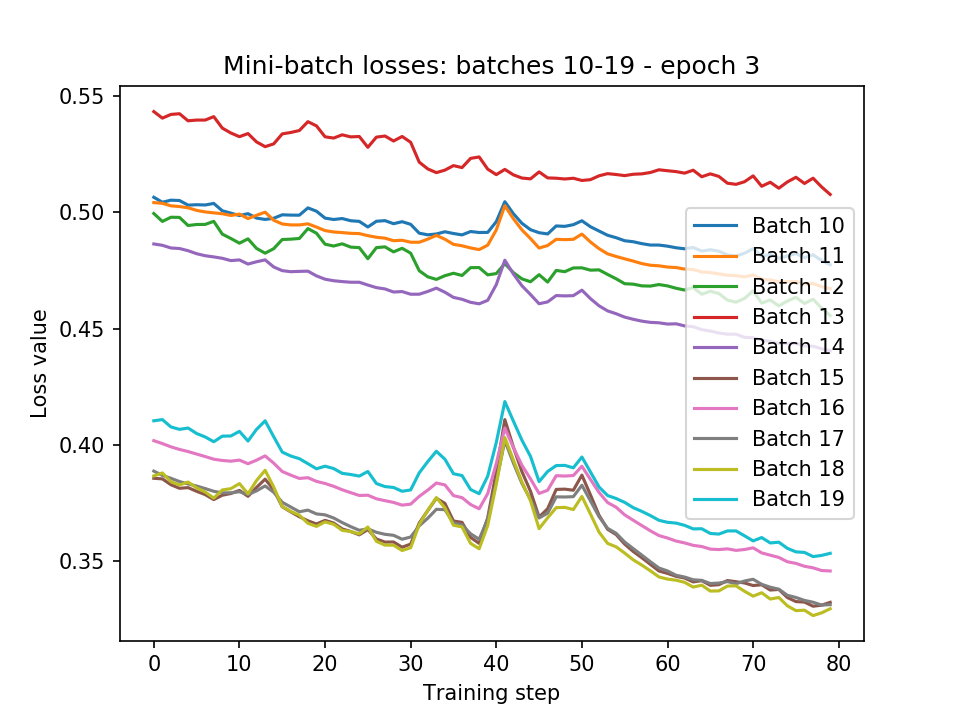 Mini-batch losses: batches 10-19 - epoch 3
Loss value
0.55
0.50
0.45
0.40
0.35
Batch 10
Batch 11
Batch 12
Batch 13
Batch 14
Batch 15
Batch 16
Batch 17
Batch 18
Batch 19
0 10 20 30 40 50 60 70 80
Training step